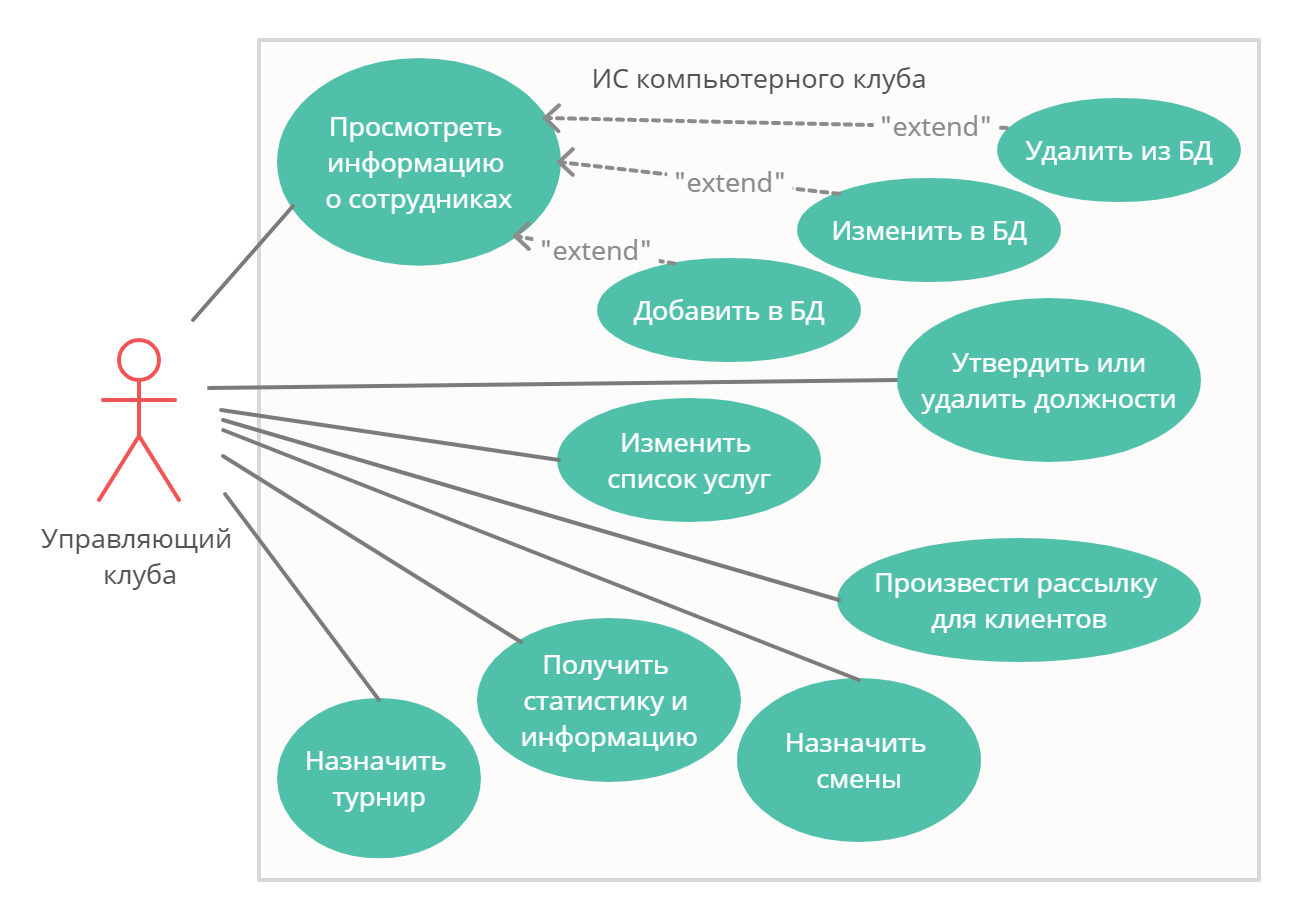 ИС компьютерного клуба
Просмотреть
информацию
о сотрудниках
"extend"
Удалить из БД
"extend"
Изменить в БД
"extend"
Добавить в БД
Утвердить или
удалить должности
Изменить
список услуг
Управляющий
клуба
Произвести рассылку
для клиентов
Получить
статистику и
информацию
Назначить
смены
Назначить
турнир